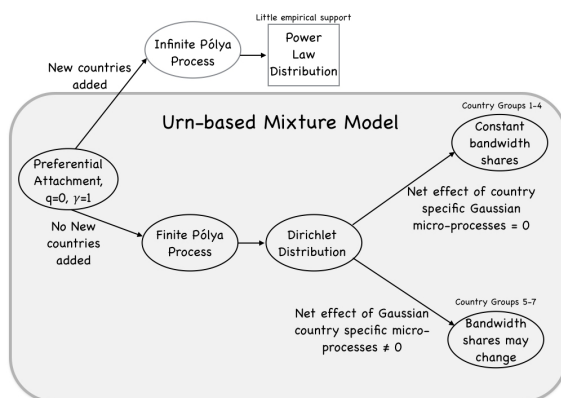 Little empirical support
Infinite Pólya
Process
Power
Law
Distribution
New countries
added
Urn-based Mixture Model
Country Groups 1-4
Constant
bandwidth
shares
Preferential
Attachment,
q=0, γ=1
Net effect of country
specific Gaussian
micro-processes = 0
No New
countries
added
Finite Pólya
Process
Dirichlet
Distribution
Net effect of Gaussian
country specific micro-
processes ≠ 0
Country Groups 5-7
Bandwidth
shares may
change